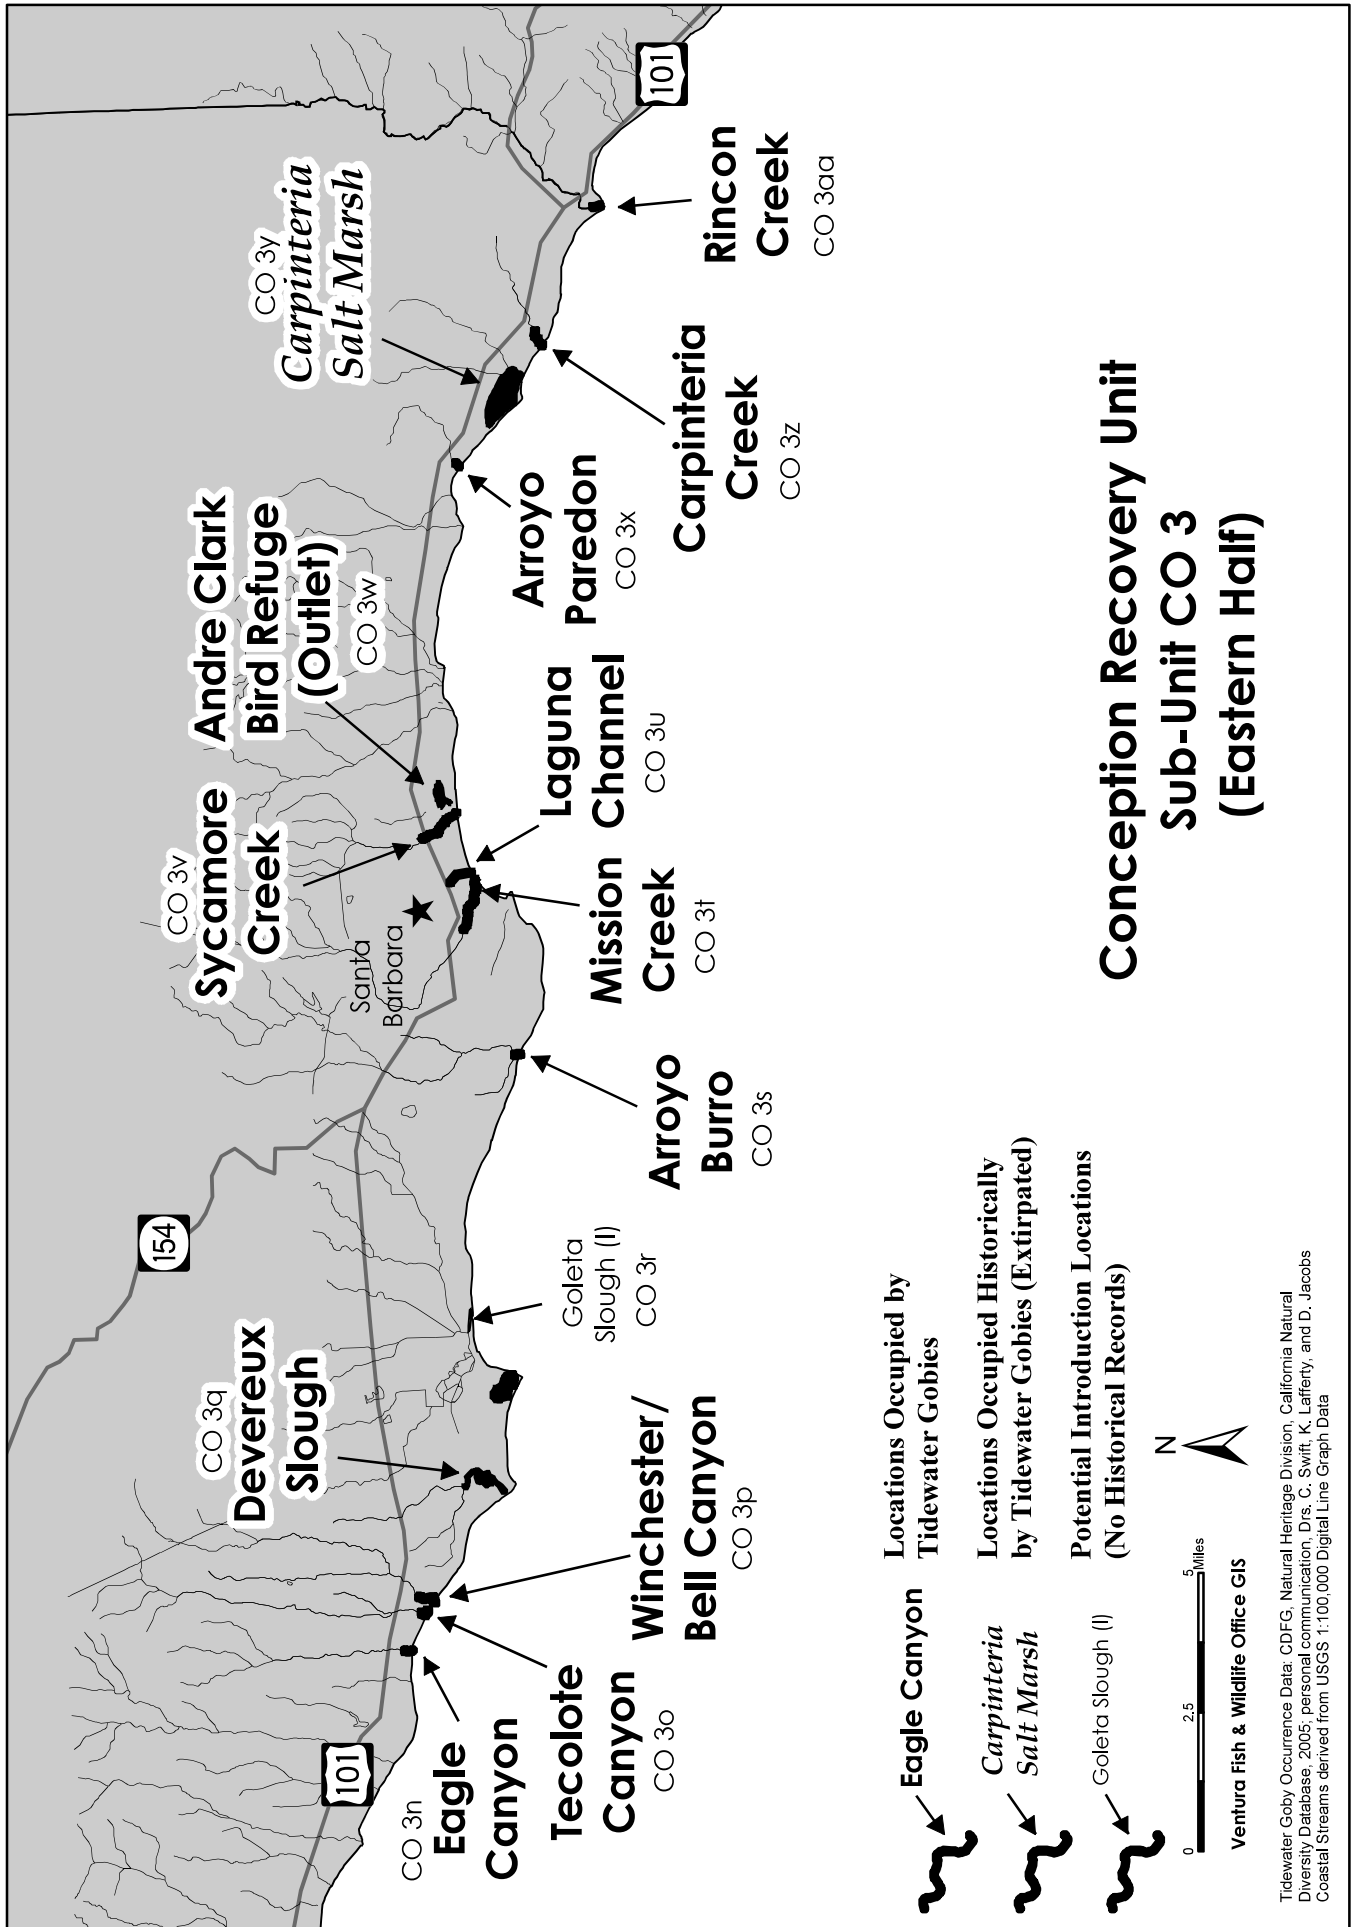 101
CO 3n
Eagle
Canyon
Tecolote
Canyon
CO 3o
Winchester/
Bell Canyon
CO 3p
CO 3q
Devereux
Slough
154
Goleta
Slough (I)
CO 3r
Arroyo
Burro
CO 3s
Santa
Barbara
Mission
Creek
CO 3t
Laguna
Channel
CO 3u
CO 3v
Sycamore
Creek
Andre Clark
Bird Refuge
(Outlet)
CO 3w
Arroyo
Paredon
CO 3x
CO 3y
Carpinteria
Salt Marsh
Carpinteria
Creek
CO 3z
Rincon
Creek
CO 3aa
101
Eagle Canyon
Locations Occupied by
Tidewater Gobies
Carpinteria
Salt Marsh
Locations Occupied Historically
by Tidewater Gobies (Extirpated)
Goleta Slough (I)
Potential Introduction Locations
(No Historical Records)
0 2.5 5
Miles
N
Ventura Fish & Wildlife Office GIS
Tidewater Goby Occurrence Data: CDFG, Natural Heritage Division, California Natural
Diversity Database, 2005; personal communication, Drs. C. Swift, K. Lafferty, and D. Jacobs
Coastal Streams derived from USGS 1:100,000 Digital Line Graph Data
Conception Recovery Unit
Sub-Unit CO 3
(Eastern Half)